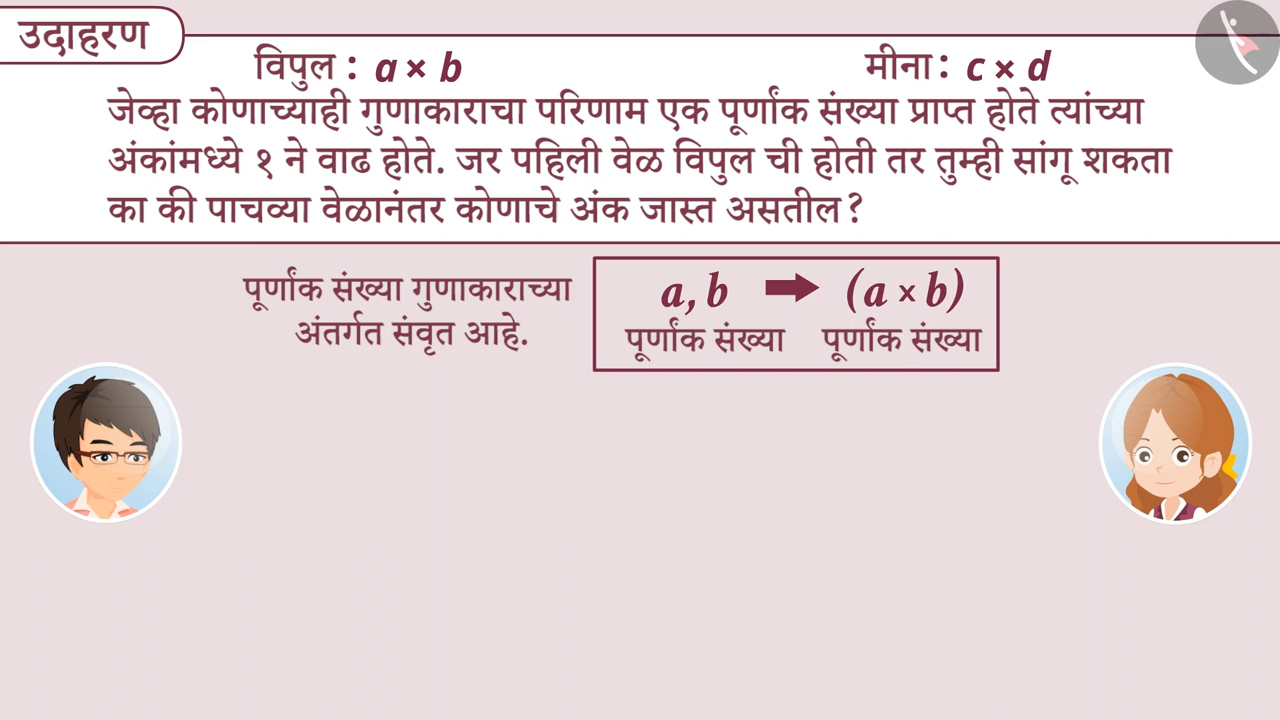 उदाहरण
विपुल : a × b
मीना : c × d
जेव्हा कोणाच्याही गुणाकाराचा परिणाम एक पूर्णांक संख्या प्राप्त होते त्यांच्या
अंकांमध्ये १ ने वाढ होते. जर पहिली वेळ विपुल ची होती तर तुम्ही सांगू शकता
का की पाचव्या वेळानंतर कोणाचे अंक जास्त असतील ?
पूर्णांक संख्या गुणाकाराच्या
अंतर्गत संवृत आहे.
a, b ➡ (a × b)
पूर्णांक संख्या पूर्णांक संख्या